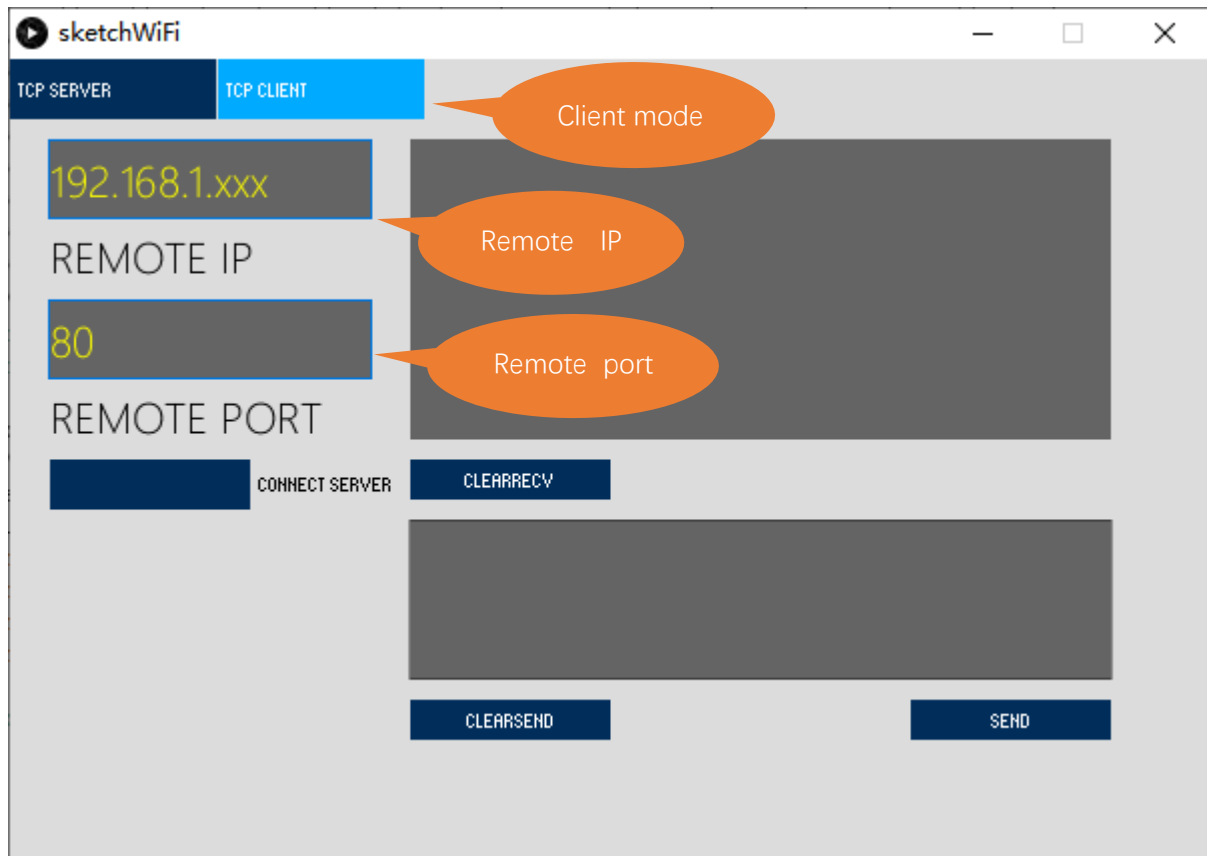 sketchWiFi
TCP SERVER
TCP CLIENT
Client mode
192.168.1.xxx
Remote IP
REMOTE IP
80
Remote port
REMOTE PORT
CONNECT SERVER
CLEARRECV
CLEARSEND
SEND